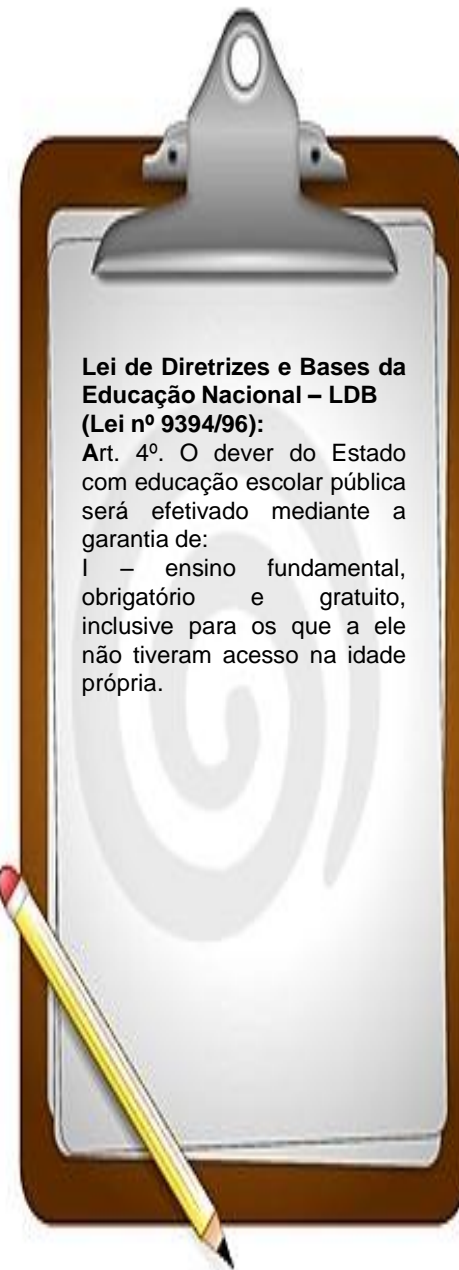 Lei de Diretrizes e Bases da
Educação Nacional – LDB
(Lei nº 9394/96):
Art. 4º. O dever do Estado
com educação escolar pública
será efetivado mediante a
garantia de:
I – ensino fundamental,
obrigatório e gratuito,
inclusive para os que a ele
não tiveram acesso na idade
própria.